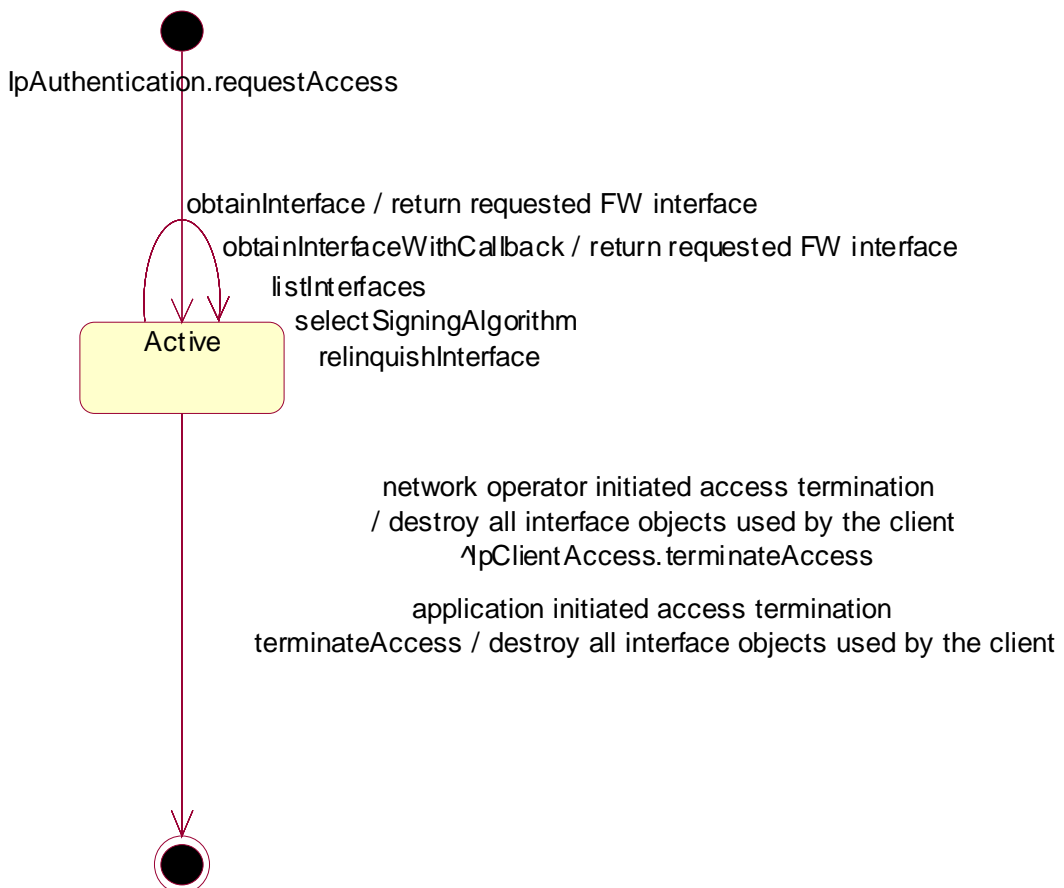 IpAuthentication.requestAccess
obtainInterface / return requested FW interface
obtainInterfaceWithCallback / return requested FW interface
listInterfaces
selectSigningAlgorithm
Active
relinquishInterface
network operator initiated access termination
/ destroy all interface objects used by the client
^IpClientAccess.terminateAccess
application initiated access termination
terminateAccess / destroy all interface objects used by the client